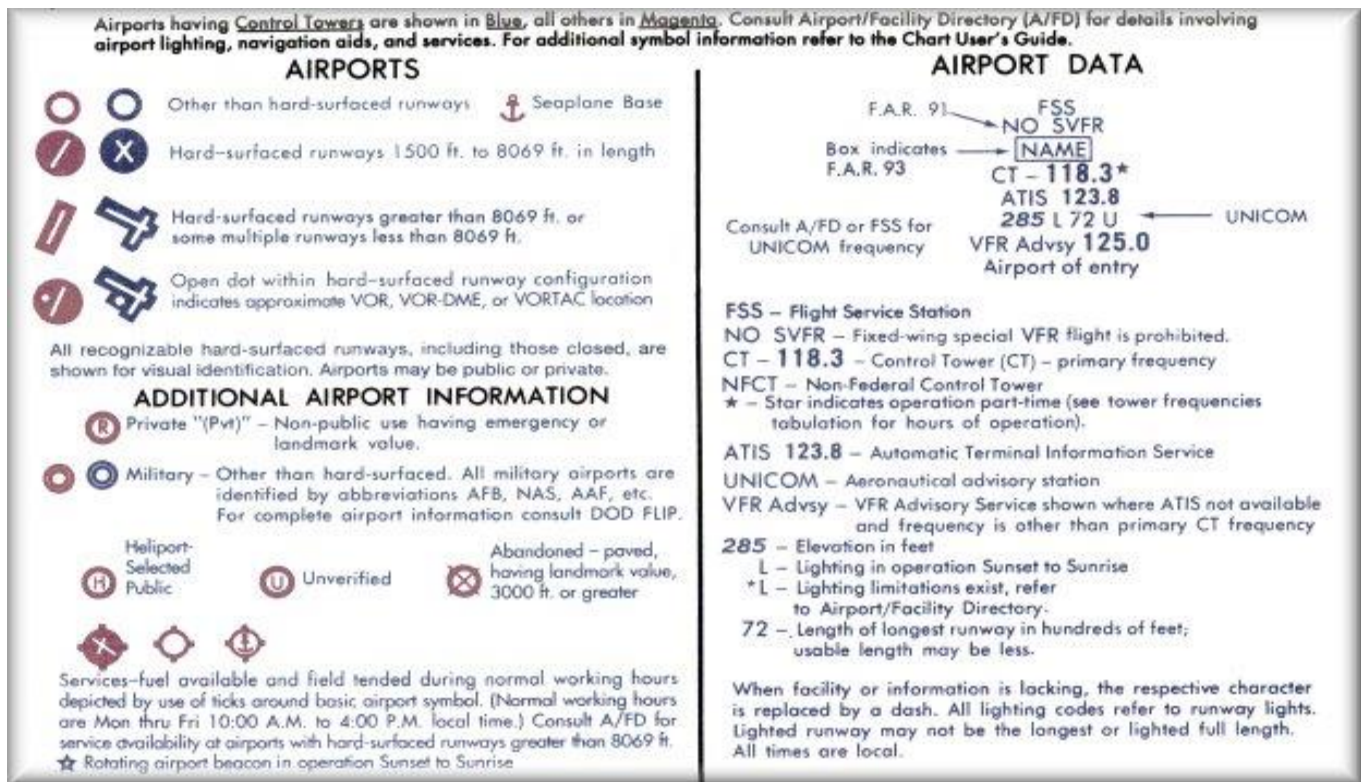 Airports having Control Towers are shown in Blue, all others in Magenta. Consult Airport/Facility Directory (A/FD) for details involving
airport lighting, navigation aids, and services. For additional symbol information refer to the Chart User's Guide.
AIRPORTS
Other than hard-surfaced runways
Seaplane Base
Hard-surfaced runways 1500 ft. to 8069 ft. in length
Hard-surfaced runways greater than 8069 ft. or
some multiple runways less than 8069 ft.
Open dot within hard-surfaced runway configuration
indicates approximate VOR, VOR-DME, or VORTAC location
All recognizable hard-surfaced runways, including those closed, are
shown for visual identification. Airports may be public or private.
ADDITIONAL AIRPORT INFORMATION
R Private "(Pvt)" – Non-public use having emergency or
landmark value.
Military – Other than hard-surfaced. All military airports are
identified by abbreviations AFB, NAS, AAF, etc.
For complete airport information consult DOD FLIP.
H
Heliport-
Selected
Public
U Unverified
Abandoned – paved,
having landmark value,
3000 ft. or greater
Services–fuel available and field tended during normal working hours
depicted by use of ticks around basic airport symbol. (Normal working hours
are Mon thru Fri 10:00 A.M. to 4:00 P.M. local time.) Consult A/FD for
service availability at airports with hard-surfaced runways greater than 8069 ft.
☆ Rotating airport beacon in operation Sunset to Sunrise
AIRPORT DATA
F.A.R. 91
FSS
NO SVFR
Box indicates
F.A.R. 93
NAME
CT – 118.3*
ATIS 123.8
285 L 72 U
UNICOM
Consult A/FD or FSS for
UNICOM frequency
VFR Advsy 125.0
Airport of entry
FSS – Flight Service Station
NO SVFR – Fixed-wing special VFR flight is prohibited.
CT – 118.3 – Control Tower (CT) – primary frequency
NFCT – Non-Federal Control Tower
★ – Star indicates operation part-time (see tower frequencies
tabulation for hours of operation).
ATIS 123.8 – Automatic Terminal Information Service
UNICOM – Aeronautical advisory station
VFR Advsy – VFR Advisory Service shown where ATIS not available
and frequency is other than primary CT frequency
285 – Elevation in feet
L – Lighting in operation Sunset to Sunrise
*L – Lighting limitations exist, refer
to Airport/Facility Directory.
72 – Length of longest runway in hundreds of feet;
usable length may be less.
When facility or information is lacking, the respective character
is replaced by a dash. All lighting codes refer to runway lights.
Lighted runway may not be the longest or lighted full length.
All times are local.